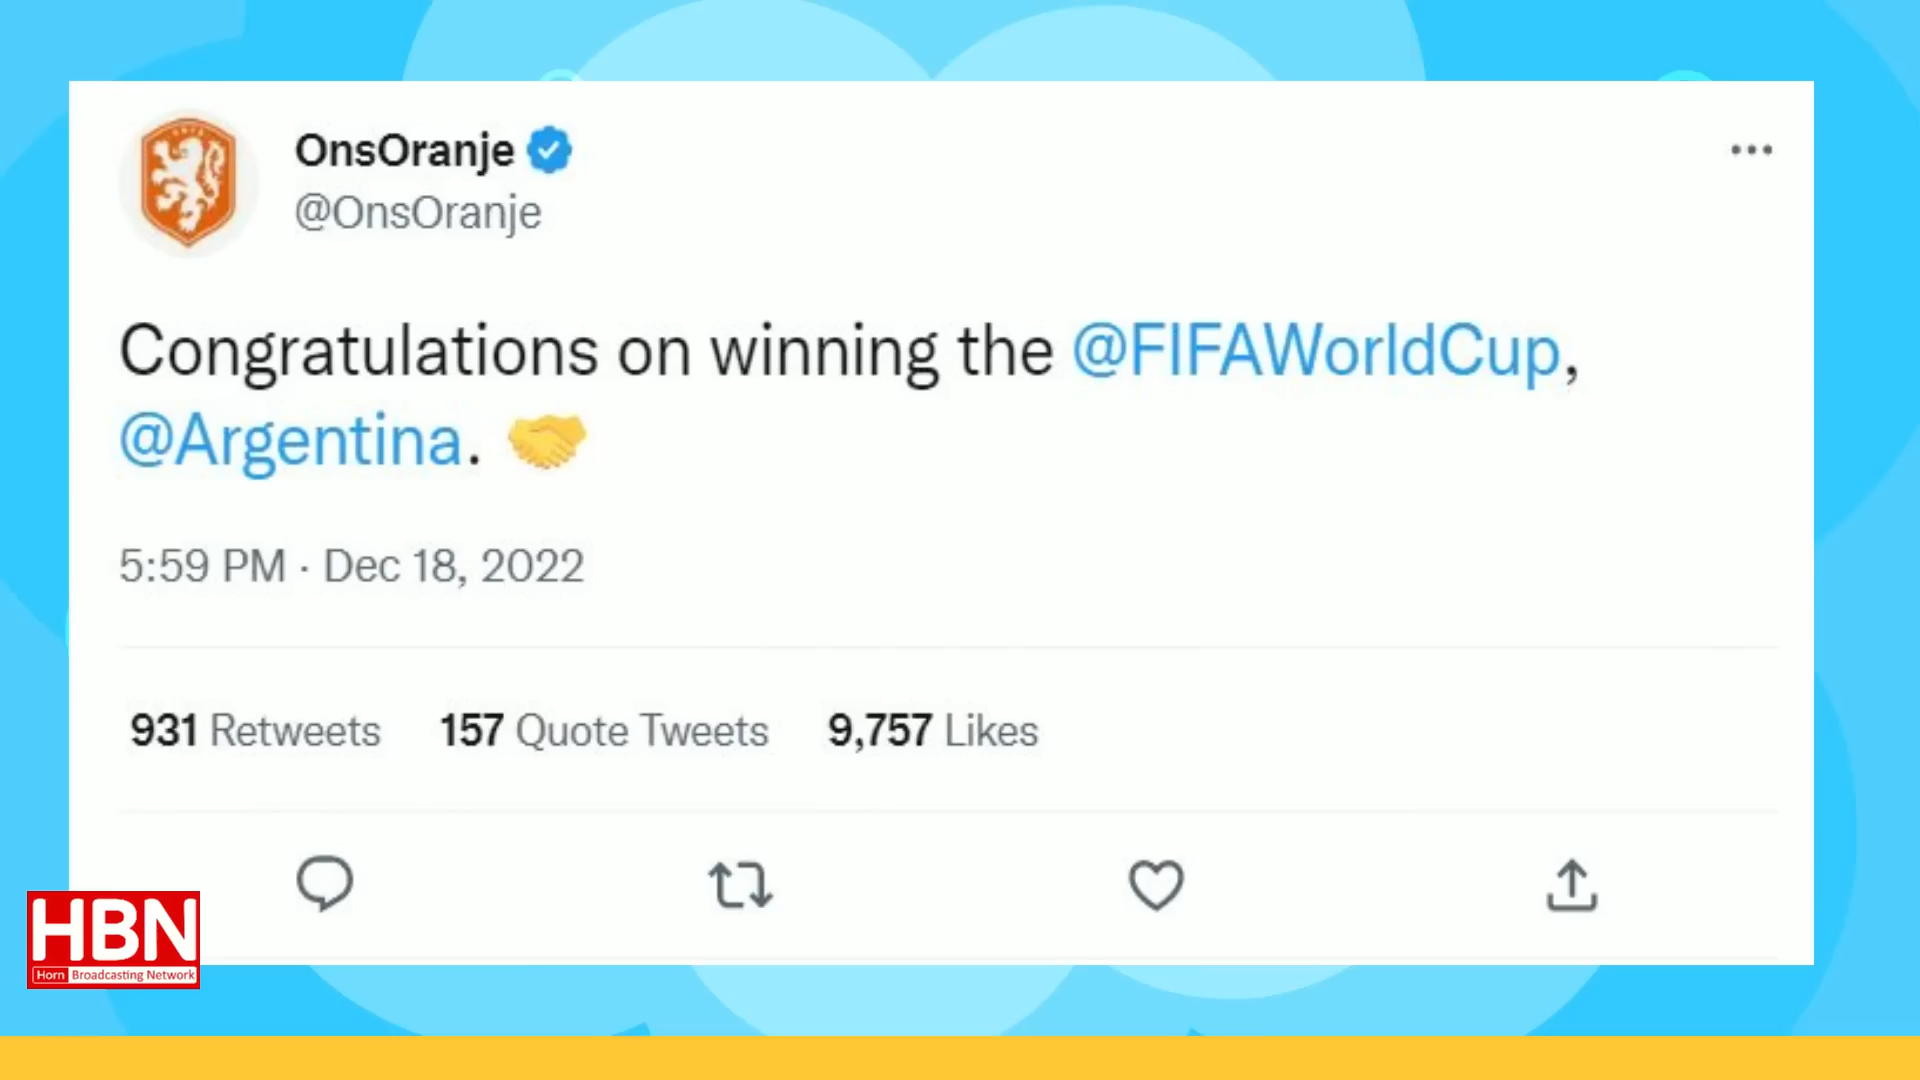 OnsOranje
@OnsOranje
Congratulations on winning the @FIFAWorldCup,
@Argentina. 🤝
5:59 PM · Dec 18, 2022
931 Retweets 157 Quote Tweets 9,757 Likes
HBN
Horn Broadcasting Network